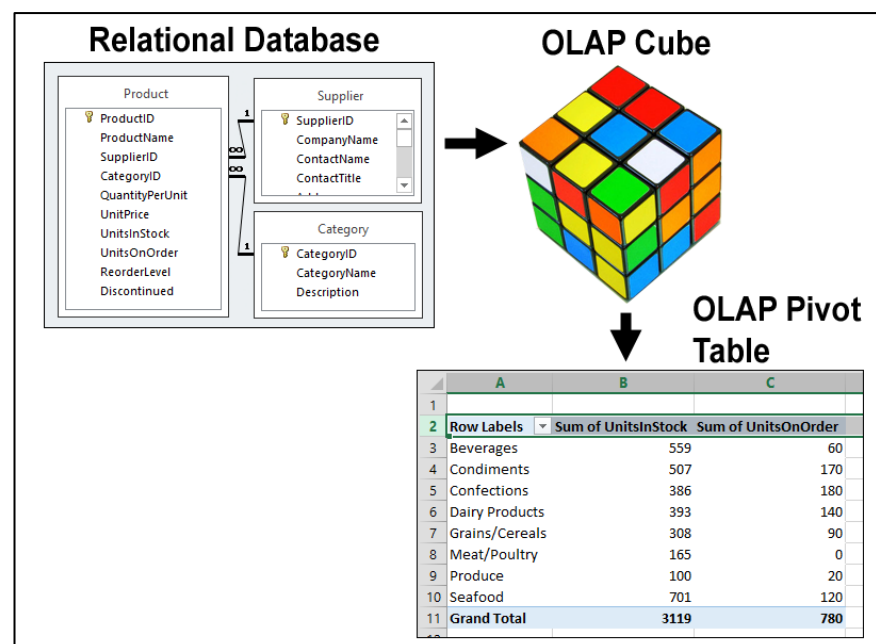 Relational Database
OLAP Cube
Product
ProductID
ProductName
SupplierID
CategoryID
QuantityPerUnit
UnitPrice
UnitsInStock
UnitsOnOrder
ReorderLevel
Discontinued
1
∞
∞
1
Supplier
SupplierID
CompanyName
ContactName
ContactTitle
Category
CategoryID
CategoryName
Description
OLAP Pivot
Table
A B C
1
2 Row Labels Sum of UnitsInStock Sum of UnitsOnOrder
3 Beverages 559 60
4 Condiments 507 170
5 Confections 386 180
6 Dairy Products 393 140
7 Grains/Cereals 308 90
8 Meat/Poultry 165 0
9 Produce 100 20
10 Seafood 701 120
11 Grand Total 3119 780